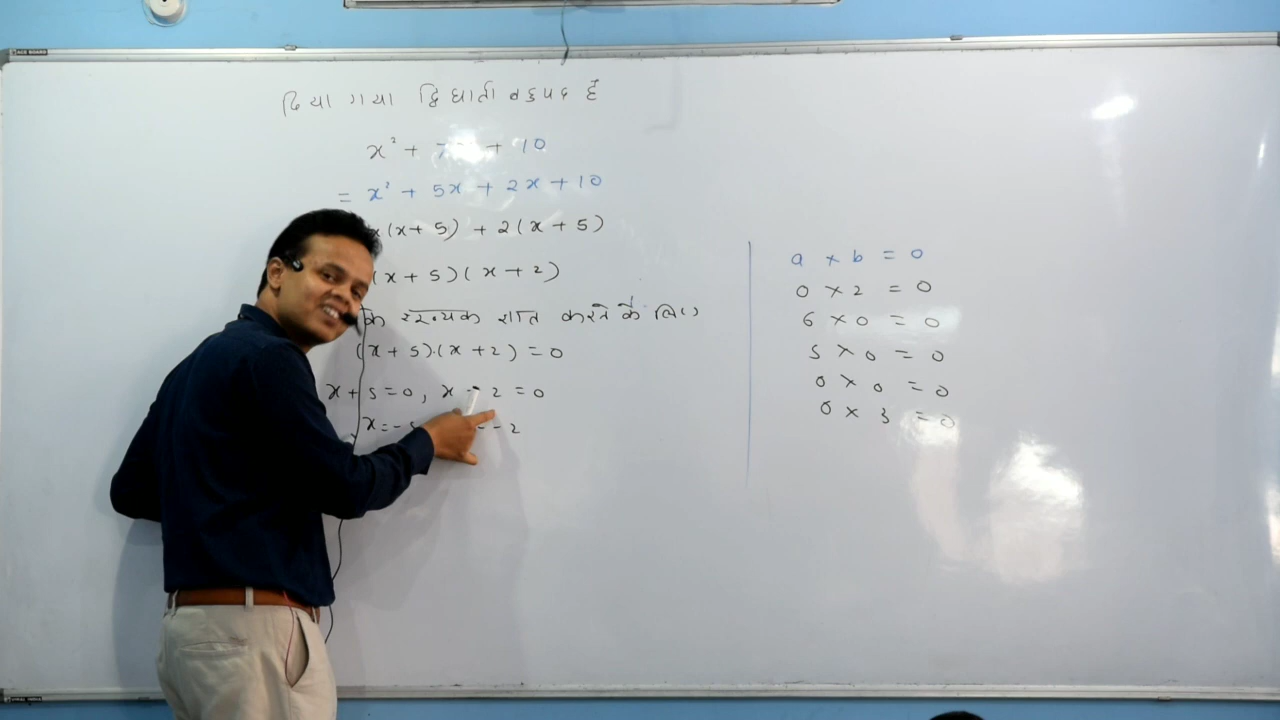 दिया गया द्विघाती बहुपद है
x² + 7x + 10
= x² + 5x + 2x + 10
x(x + 5) + 2(x + 5)
(x + 5)(x + 2)
के शून्यक ज्ञात करने के लिए
(x + 5).(x + 2) = 0
x + 5 = 0, x + 2 = 0
x = -5 = -2
a × b = 0
0 × 2 = 0
6 × 0 = 0
5 × 0 = 0
0 × 0 = 0
0 × 3 = 0